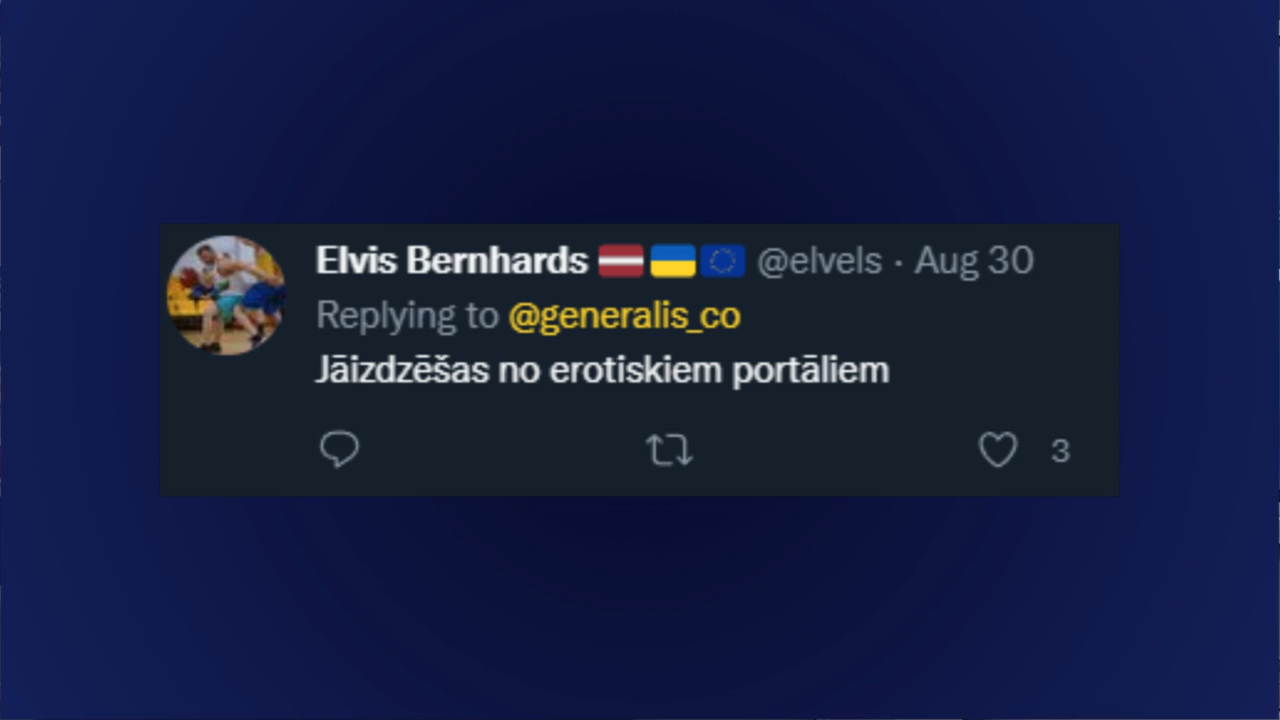 Elvis Bernhards 🇱🇻🇺🇦🇪🇺 @elvels · Aug 30
Replying to @generalis_co
Jāizdzēšas no erotiskiem portāliem
3